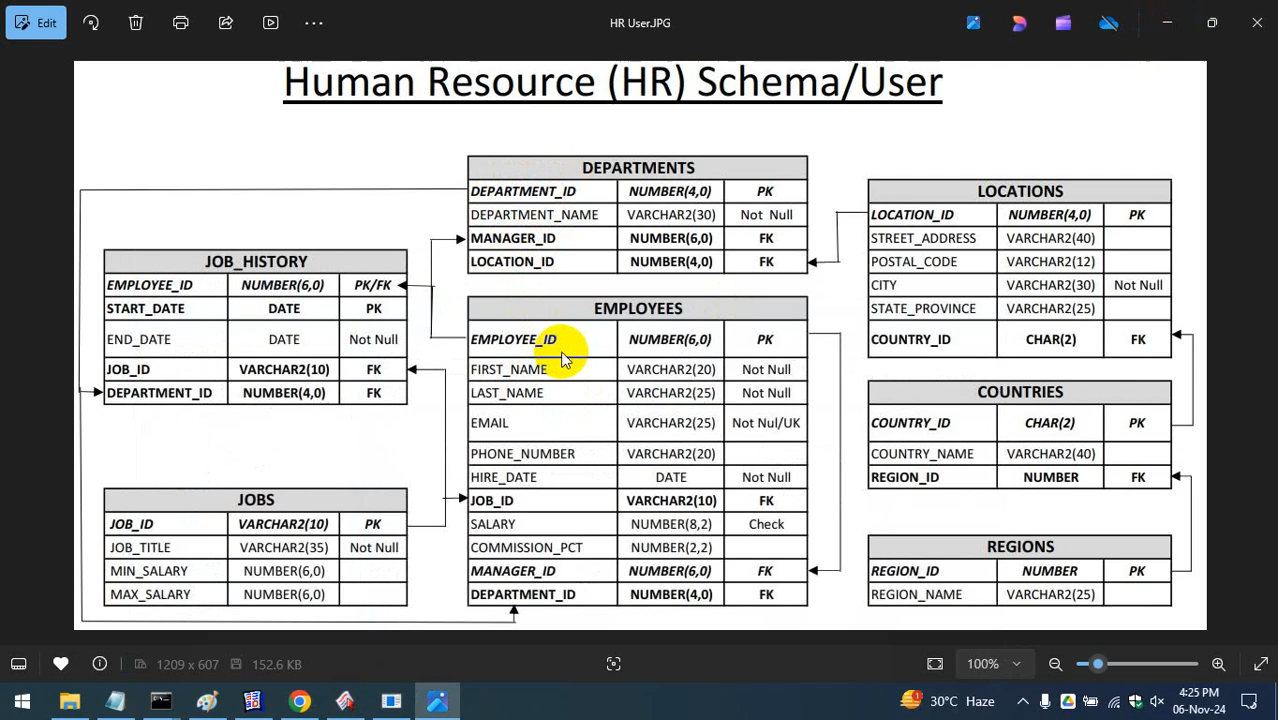 Edit
HR User.JPG
Human Resource (HR) Schema/User
DEPARTMENTS
DEPARTMENT_ID NUMBER(4,0) PK
DEPARTMENT_NAME VARCHAR2(30) Not Null
MANAGER_ID NUMBER(6,0) FK
LOCATION_ID NUMBER(4,0) FK
LOCATIONS
LOCATION_ID NUMBER(4,0) PK
STREET_ADDRESS VARCHAR2(40)
POSTAL_CODE VARCHAR2(12)
CITY VARCHAR2(30) Not Null
STATE_PROVINCE VARCHAR2(25)
COUNTRY_ID CHAR(2) FK
JOB_HISTORY
EMPLOYEE_ID NUMBER(6,0) PK/FK
START_DATE DATE PK
END_DATE DATE Not Null
JOB_ID VARCHAR2(10) FK
DEPARTMENT_ID NUMBER(4,0) FK
EMPLOYEES
EMPLOYEE_ID NUMBER(6,0) PK
FIRST_NAME VARCHAR2(20) Not Null
LAST_NAME VARCHAR2(25) Not Null
EMAIL VARCHAR2(25) Not Nul/UK
PHONE_NUMBER VARCHAR2(20)
HIRE_DATE DATE Not Null
JOB_ID VARCHAR2(10) FK
SALARY NUMBER(8,2) Check
COMMISSION_PCT NUMBER(2,2)
MANAGER_ID NUMBER(6,0) FK
DEPARTMENT_ID NUMBER(4,0) FK
COUNTRIES
COUNTRY_ID CHAR(2) PK
COUNTRY_NAME VARCHAR2(40)
REGION_ID NUMBER FK
JOBS
JOB_ID VARCHAR2(10) PK
JOB_TITLE VARCHAR2(35) Not Null
MIN_SALARY NUMBER(6,0)
MAX_SALARY NUMBER(6,0)
REGIONS
REGION_ID NUMBER PK
REGION_NAME VARCHAR2(25)
1209 x 607 152.6 KB 100%
1 30°C Haze 4:25 PM
06-Nov-24